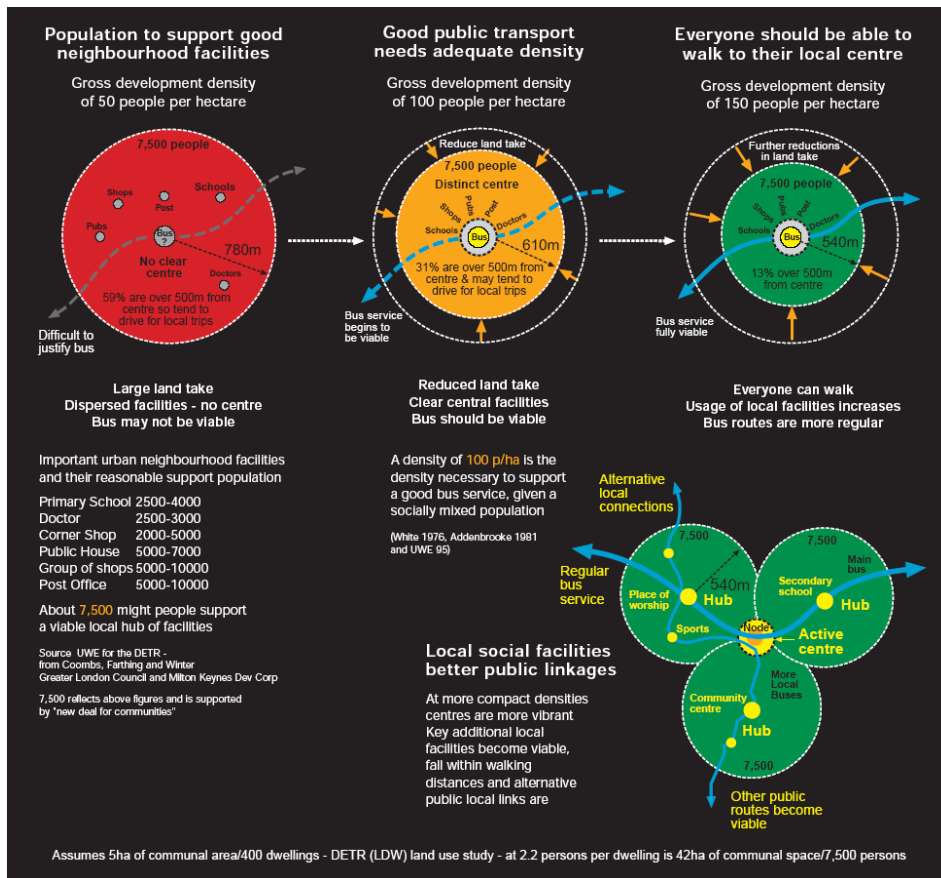 Population to support good
neighbourhood facilities
Gross development density
of 50 people per hectare
7,500 people
Shops
Post
Schools
Pubs
Bus
?
780m
No clear
centre
Doctors
59% are over 500m from
centre so tend to
drive for local trips
Difficult to
justify bus
Large land take
Dispersed facilities - no centre
Bus may not be viable
Good public transport
needs adequate density
Gross development density
of 100 people per hectare
Reduce land take
7,500 people
Distinct centre
Schools
Shops
Pubs
Post
Doctors
Bus
610m
31% are over 500m from
centre & may tend to
drive for local trips
Bus service
begins to
be viable
Reduced land take
Clear central facilities
Bus should be viable
Everyone should be able to
walk to their local centre
Gross development density
of 150 people per hectare
Further reductions
in land take
7,500 people
Schools
Shops
Pubs
Post
Doctors
Bus
540m
13% over 500m
from centre
Bus service
fully viable
Everyone can walk
Usage of local facilities increases
Bus routes are more regular
Important urban neighbourhood facilities
and their reasonable support population
Primary School 2500-4000
Doctor 2500-3000
Corner Shop 2000-5000
Public House 5000-7000
Group of shops 5000-10000
Post Office 5000-10000
About 7,500 might people support
a viable local hub of facilities
Source UWE for the DETR -
from Coombs, Farthing and Winter
Greater London Council and Milton Keynes Dev Corp
7,500 reflects above figures and is supported
by "new deal for communities"
A density of 100 p/ha is the
density necessary to support
a good bus service, given a
socially mixed population
(White 1976, Addenbrooke 1981
and UWE 95)
Local social facilities
better public linkages
At more compact densities
centres are more vibrant
Key additional local
facilities become viable,
fall within walking
distances and alternative
public local links are
Alternative
local
connections
7,500
540m
Regular
bus
service
Place of
worship
Hub
Sports
7,500
Main
bus
Secondary
school
Hub
Node
Active
centre
More
Local
Buses
Community
centre
Hub
7,500
Other public
routes become
viable
Assumes 5ha of communal area/400 dwellings - DETR (LDW) land use study - at 2.2 persons per dwelling is 42ha of communal space/7,500 persons